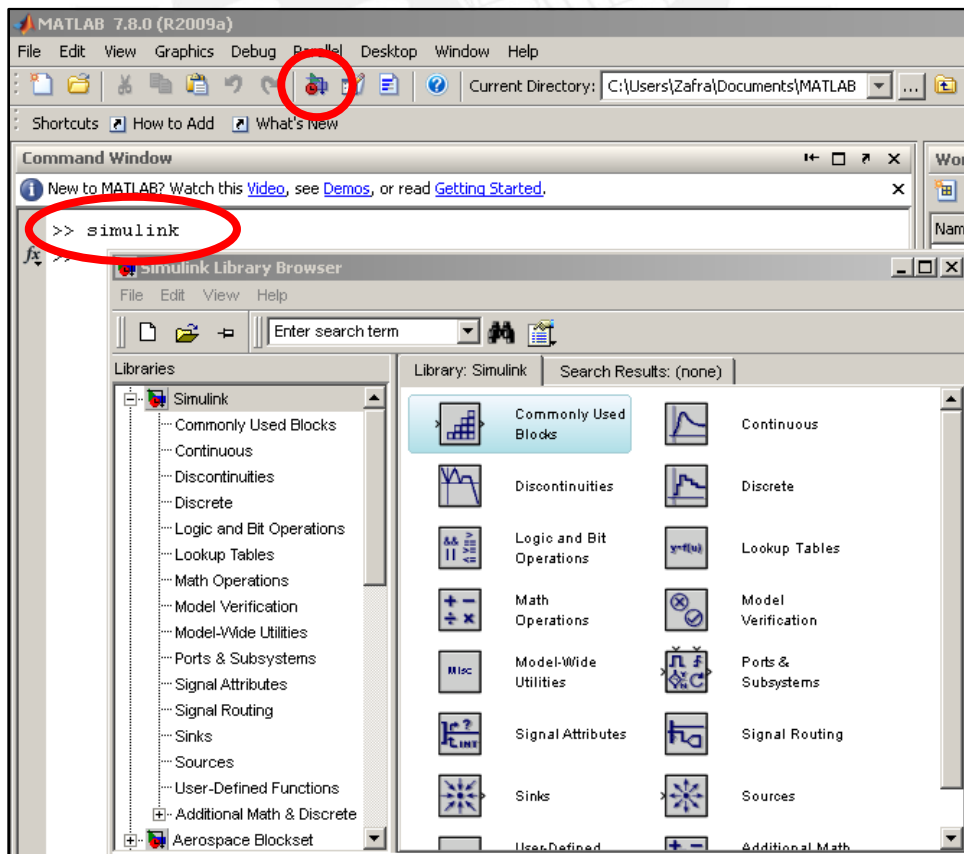 MATLAB 7.8.0 (R2009a)
File Edit View Graphics Debug Parallel Desktop Window Help
Current Directory: C:\Users\Zafra\Documents\MATLAB ...
Shortcuts How to Add What's New
Command Window
New to MATLAB? Watch this Video, see Demos, or read Getting Started.
>> simulink
fx >>
Nam
Simulink Library Browser
File Edit View Help
Enter search term
Libraries
Library: Simulink Search Results: (none)
Simulink
Commonly Used Blocks
Continuous
Discontinuities
Discrete
Logic and Bit Operations
Lookup Tables
Math Operations
Model Verification
Model-Wide Utilities
Ports & Subsystems
Signal Attributes
Signal Routing
Sinks
Sources
User-Defined Functions
Additional Math & Discrete
Aerospace Blockset
Commonly Used
Blocks
Continuous
Discontinuities
Discrete
Logic and Bit
Operations
y=f(u)
Lookup Tables
Math
Operations
Model
Verification
Misc
Model-Wide
Utilities
Ports &
Subsystems
Signal Attributes
Signal Routing
Sinks
Sources
User-Defined
Additional Math